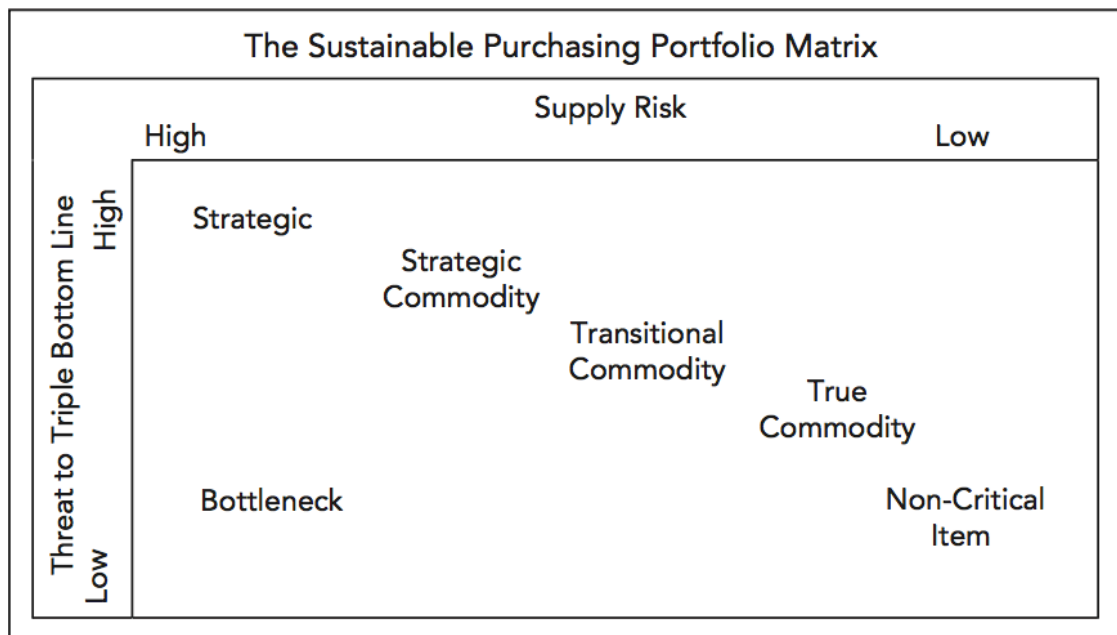 The Sustainable Purchasing Portfolio Matrix
Supply Risk
High
Low
Threat to Triple Bottom Line
High
Low
Strategic
Strategic
Commodity
Transitional
Commodity
True
Commodity
Bottleneck
Non-Critical
Item